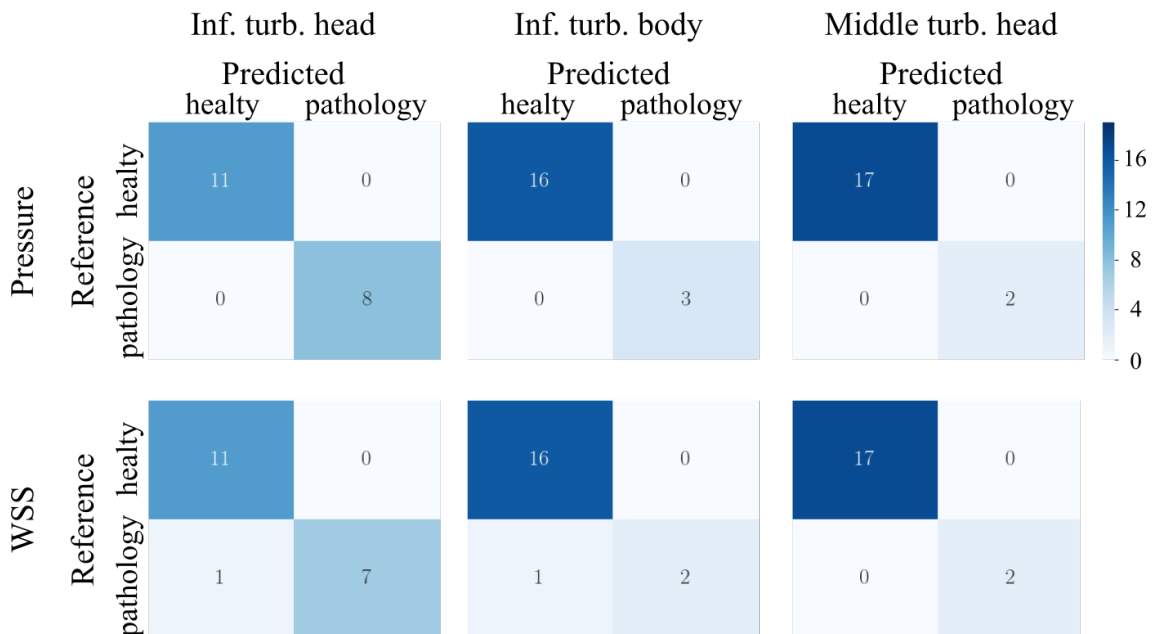 Inf. turb. head Inf. turb. body Middle turb. head
Predicted Predicted Predicted
healty pathology healty pathology healty pathology
Pressure
Reference
healty
11 0 16 0 17 0
pathology
0 8 0 3 0 2
16
12
8
4
0
WSS
Reference
healty
11 0 16 0 17 0
pathology
1 7 1 2 0 2